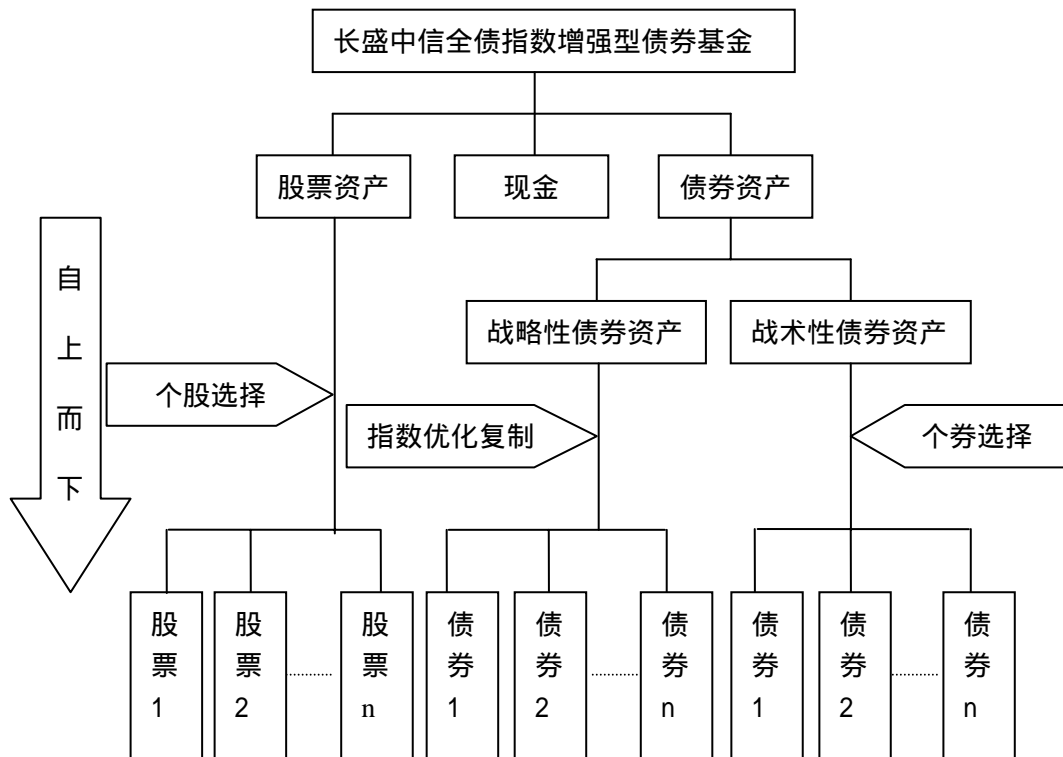 长盛中信全债指数增强型债券基金
股票资产
现金
债券资产
自上而下
战略性债券资产
战术性债券资产
个股选择
指数优化复制
个券选择
股票1
股票2
股票n
债券1
债券2
债券n
债券1
债券2
债券n